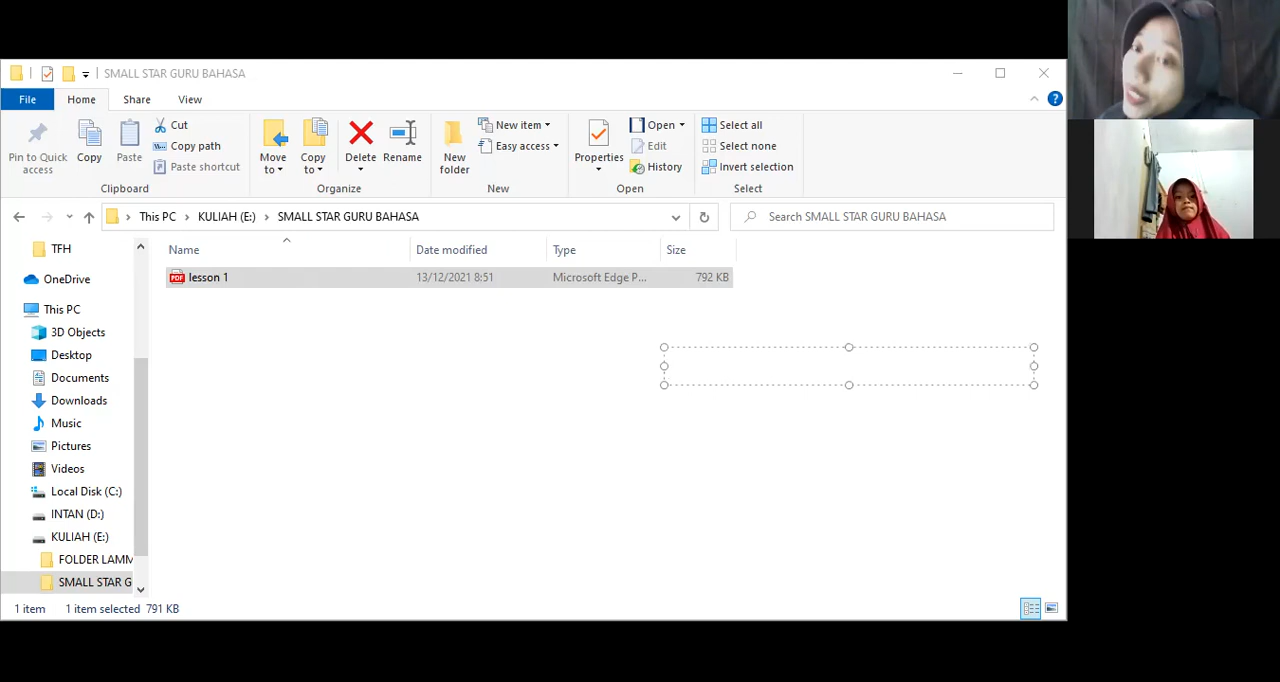 SMALL STAR GURU BAHASA
File Home Share View
Pin to Quick access
Copy
Paste
Cut
Copy path
Paste shortcut
Clipboard
Move to
Copy to
Delete
Rename
Organize
New folder
New item
Easy access
New
Properties
Open
Edit
History
Open
Select all
Select none
Invert selection
Select
This PC > KULIAH (E:) > SMALL STAR GURU BAHASA
Search SMALL STAR GURU BAHASA
Name Date modified Type Size
PDF lesson 1 13/12/2021 8:51 Microsoft Edge P... 792 KB
TFH
OneDrive
This PC
3D Objects
Desktop
Documents
Downloads
Music
Pictures
Videos
Local Disk (C:)
INTAN (D:)
KULIAH (E:)
FOLDER LAMM
SMALL STAR G
1 item 1 item selected 791 KB